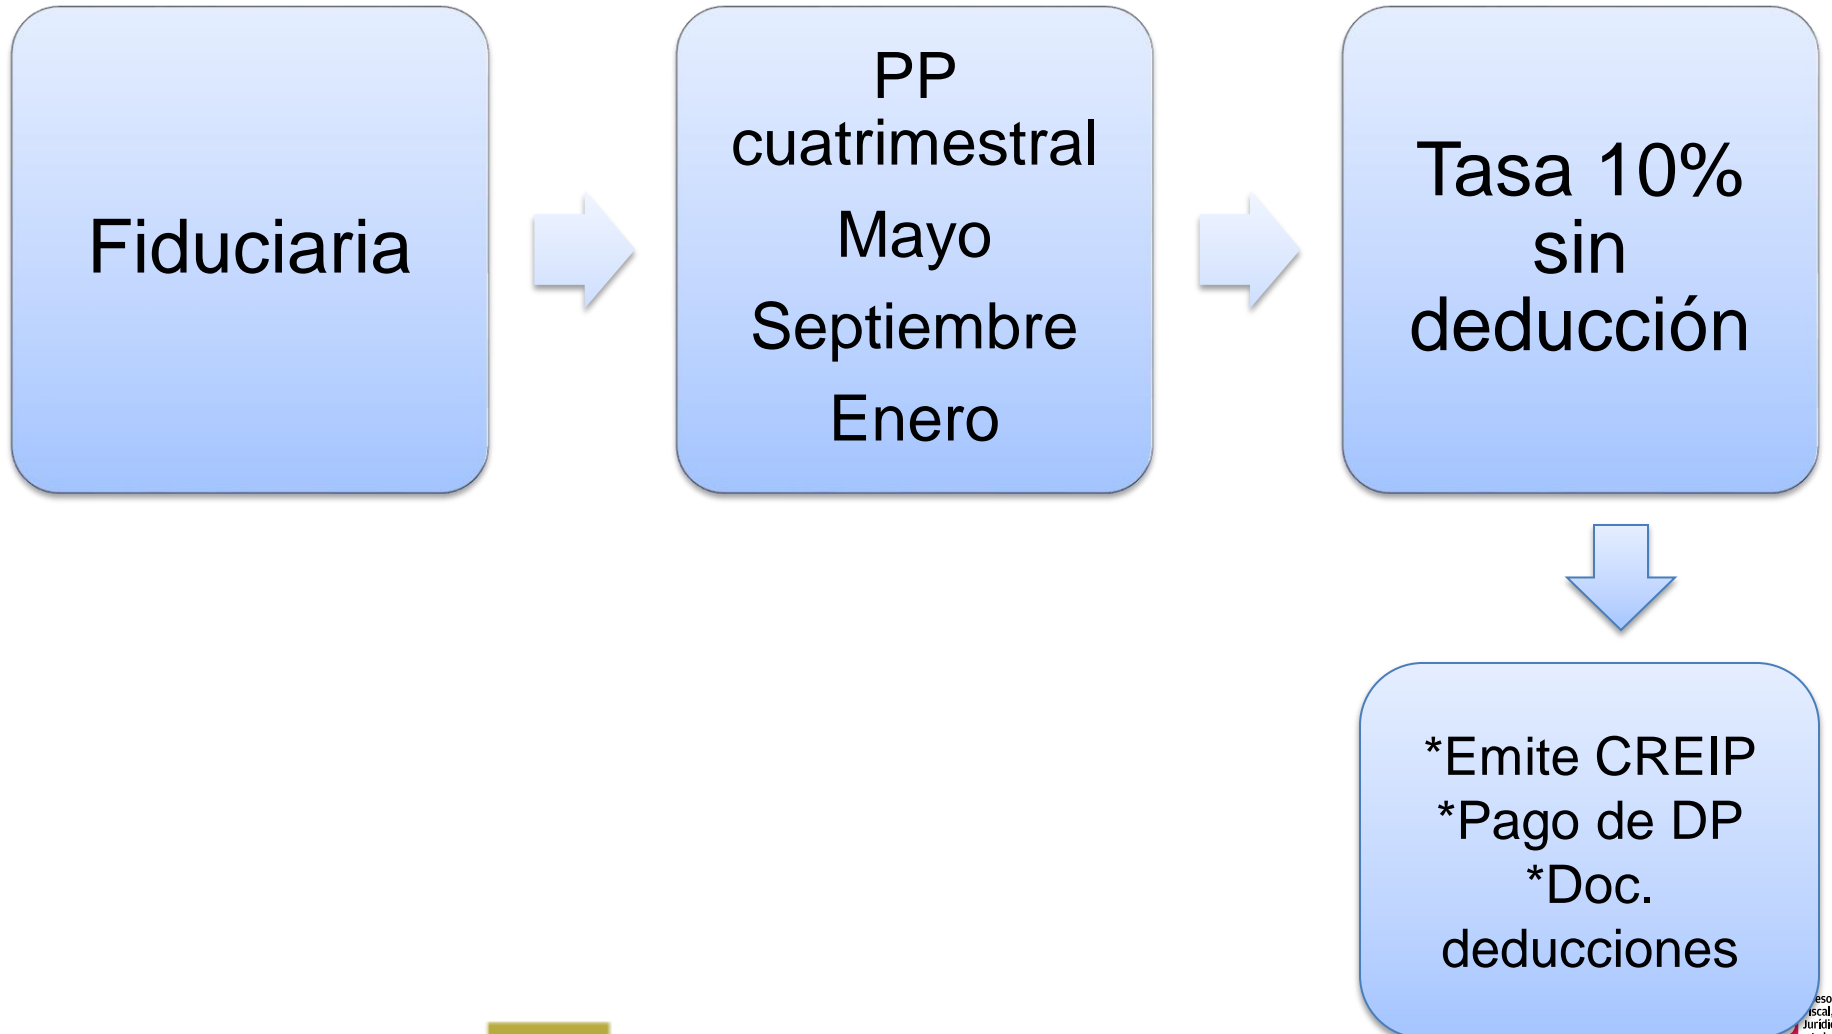 Fiduciaria
PP
cuatrimestral
Mayo
Septiembre
Enero
Tasa 10%
sin
deducción
*Emite CREIP
*Pago de DP
*Doc.
deducciones